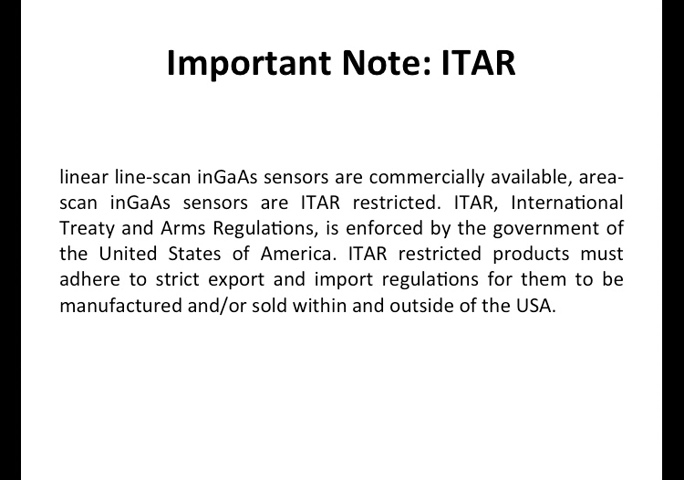 Important Note: ITAR
linear line-scan inGaAs sensors are commercially available, area-
scan inGaAs sensors are ITAR restricted. ITAR, International
Treaty and Arms Regulations, is enforced by the government of
the United States of America. ITAR restricted products must
adhere to strict export and import regulations for them to be
manufactured and/or sold within and outside of the USA.